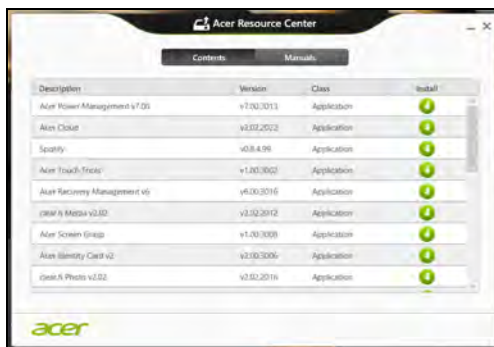 Acer Resource Center
Contents Manuals
Description Version Class Install
Acer Power Management v7.00 v7.00.3013 Application
Acer Cloud v2.02.2022 Application
Spotify v0.8.4.99 Application
Acer Touch Tools v1.00.3002 Application
Acer Recovery Management v6 v6.00.3016 Application
clear.fi Media v2.02 v2.02.2012 Application
Acer Screen Grasp v1.00.3008 Application
Acer Identity Card v2 v2.00.3006 Application
clear.fi Photo v2.02 v2.02.2016 Application
acer